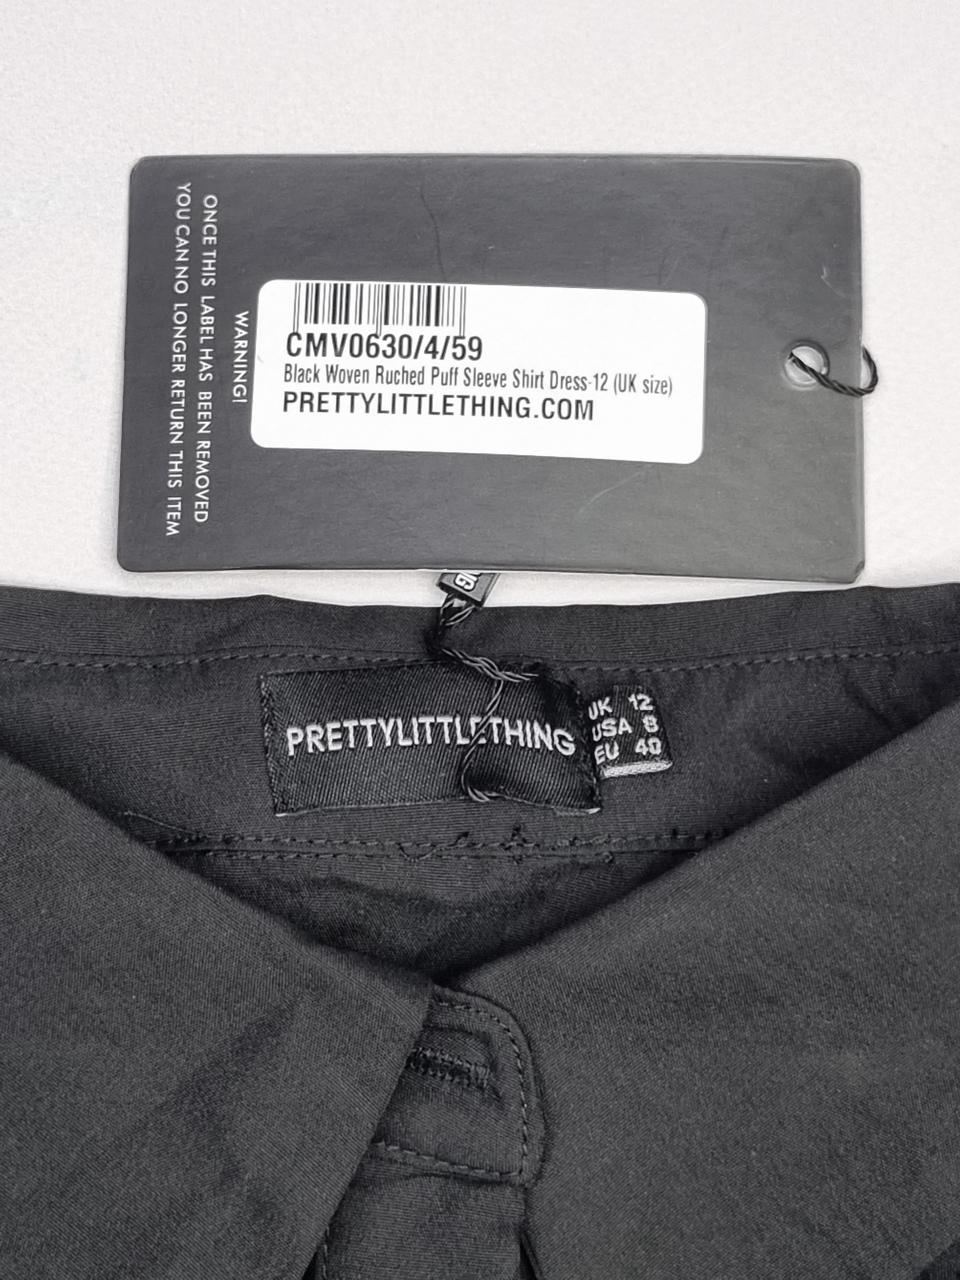 WARNING!
ONCE THIS LABEL HAS BEEN REMOVED
YOU CAN NO LONGER RETURN THIS ITEM
CMV0630/4/59
Black Woven Ruched Puff Sleeve Shirt Dress-12 (UK size)
PRETTYLITTLETHING.COM
PRETTYLITTLETHING
UK 12
USA 8
EU 40